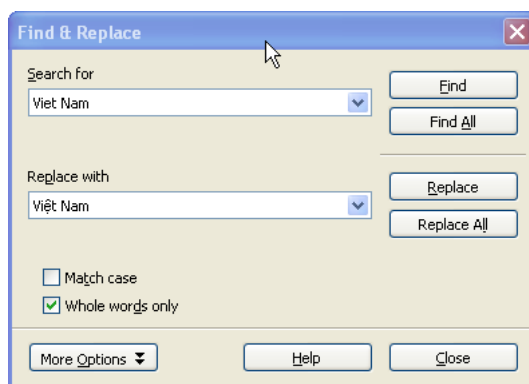 Find & Replace
Search for
Viet Nam
Find
Find All
Replace with
Việt Nam
Replace
Replace All
Match case
Whole words only
More Options
Help
Close